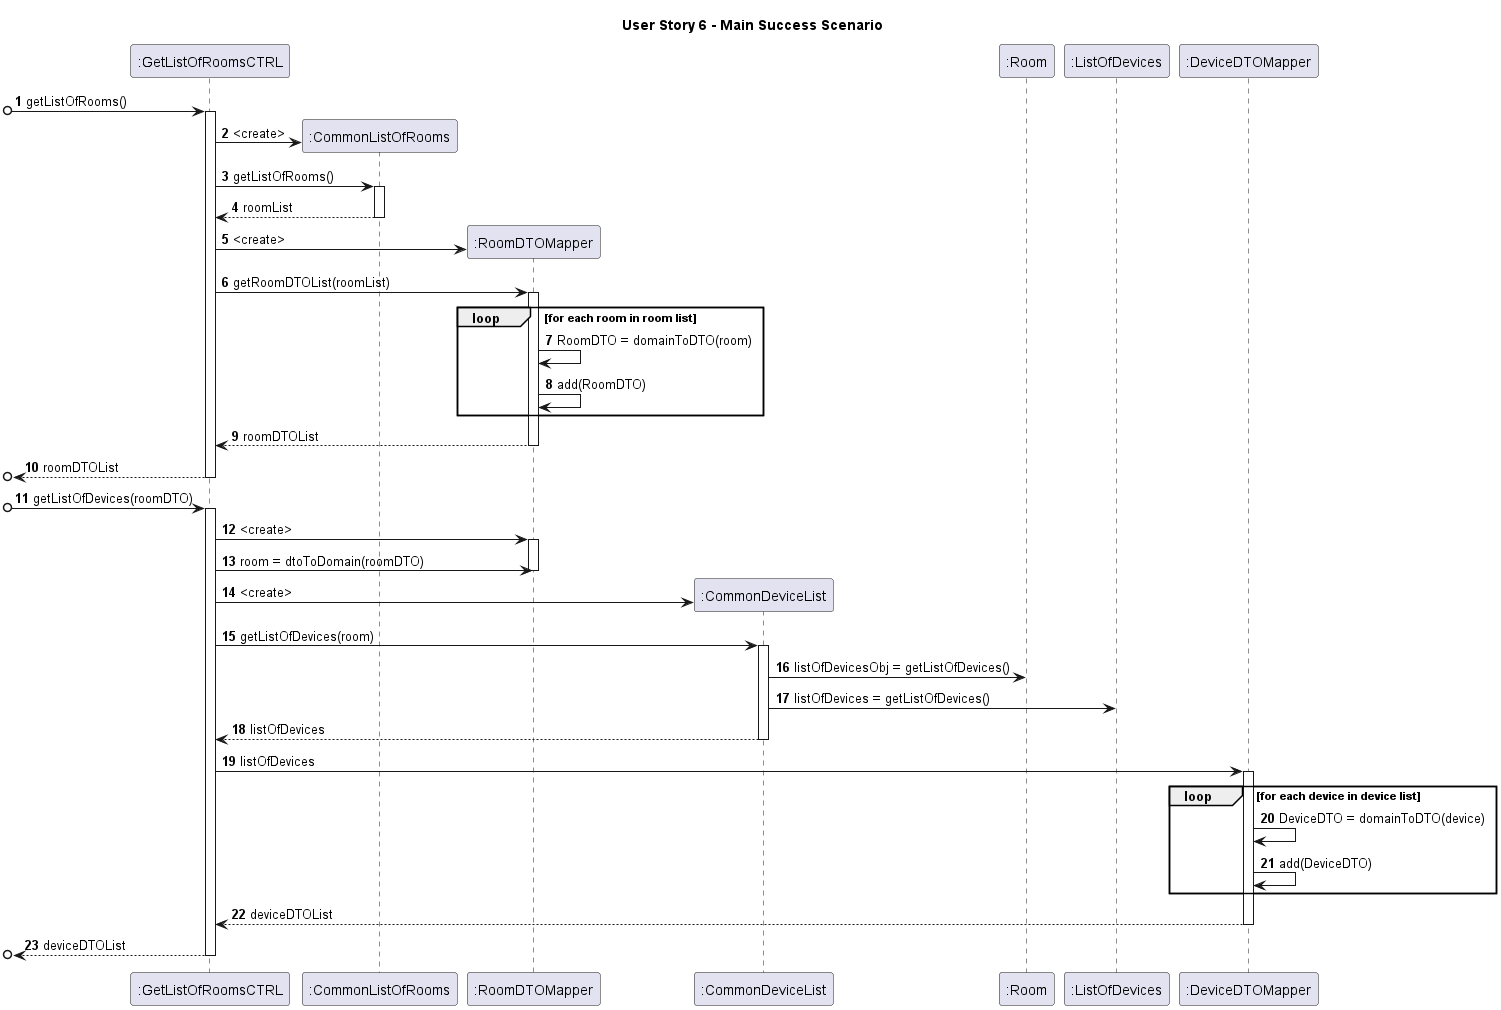 User Story 6 - Main Success Scenario
:GetListOfRoomsCTRL
:Room
:ListOfDevices
:DeviceDTOMapper
1 getListOfRooms()
2 <create>
:CommonListOfRooms
3 getListOfRooms()
4 roomList
5 <create>
:RoomDTOMapper
6 getRoomDTOList(roomList)
loop [for each room in room list]
7 RoomDTO = domainToDTO(room)
8 add(RoomDTO)
9 roomDTOList
10 roomDTOList
11 getListOfDevices(roomDTO)
12 <create>
13 room = dtoToDomain(roomDTO)
14 <create>
:CommonDeviceList
15 getListOfDevices(room)
16 listOfDevicesObj = getListOfDevices()
17 listOfDevices = getListOfDevices()
18 listOfDevices
19 listOfDevices
loop [for each device in device list]
20 DeviceDTO = domainToDTO(device)
21 add(DeviceDTO)
22 deviceDTOList
23 deviceDTOList
:GetListOfRoomsCTRL
:CommonListOfRooms
:RoomDTOMapper
:CommonDeviceList
:Room
:ListOfDevices
:DeviceDTOMapper